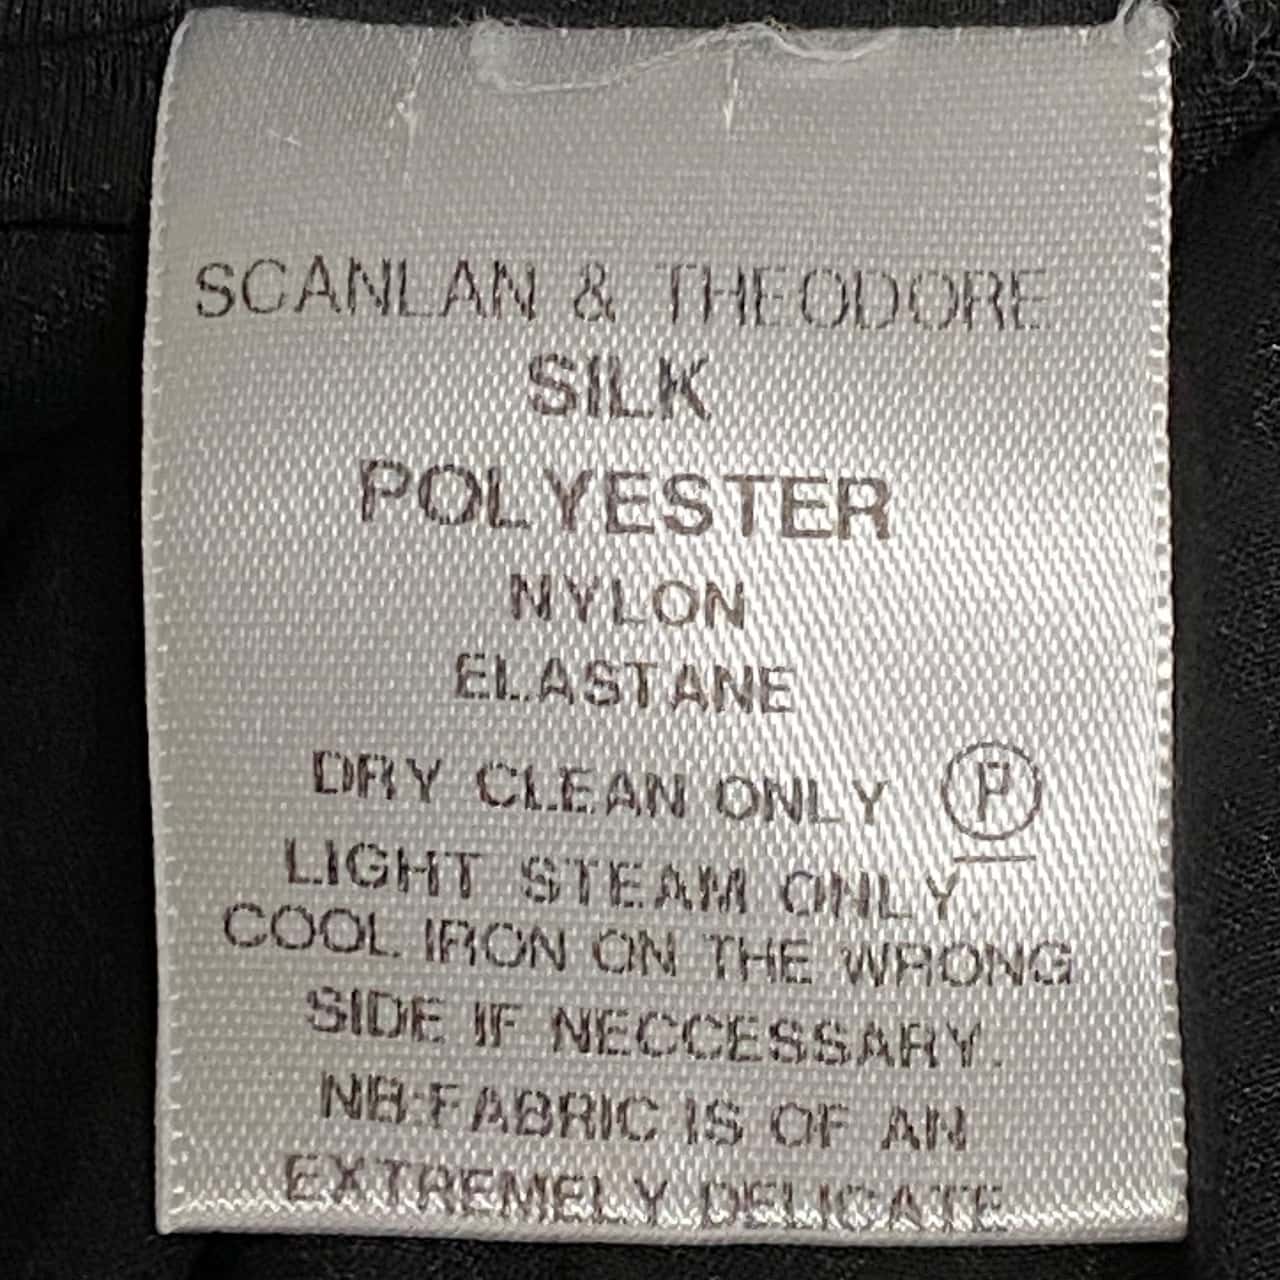 SCANLAN & THEODORE
SILK
POLYESTER
NYLON
ELASTANE
DRY CLEAN ONLY P
LIGHT STEAM ONLY.
COOL IRON ON THE WRONG
SIDE IF NECCESSARY.
NB:FABRIC IS OF AN
EXTREMELY DELICATE